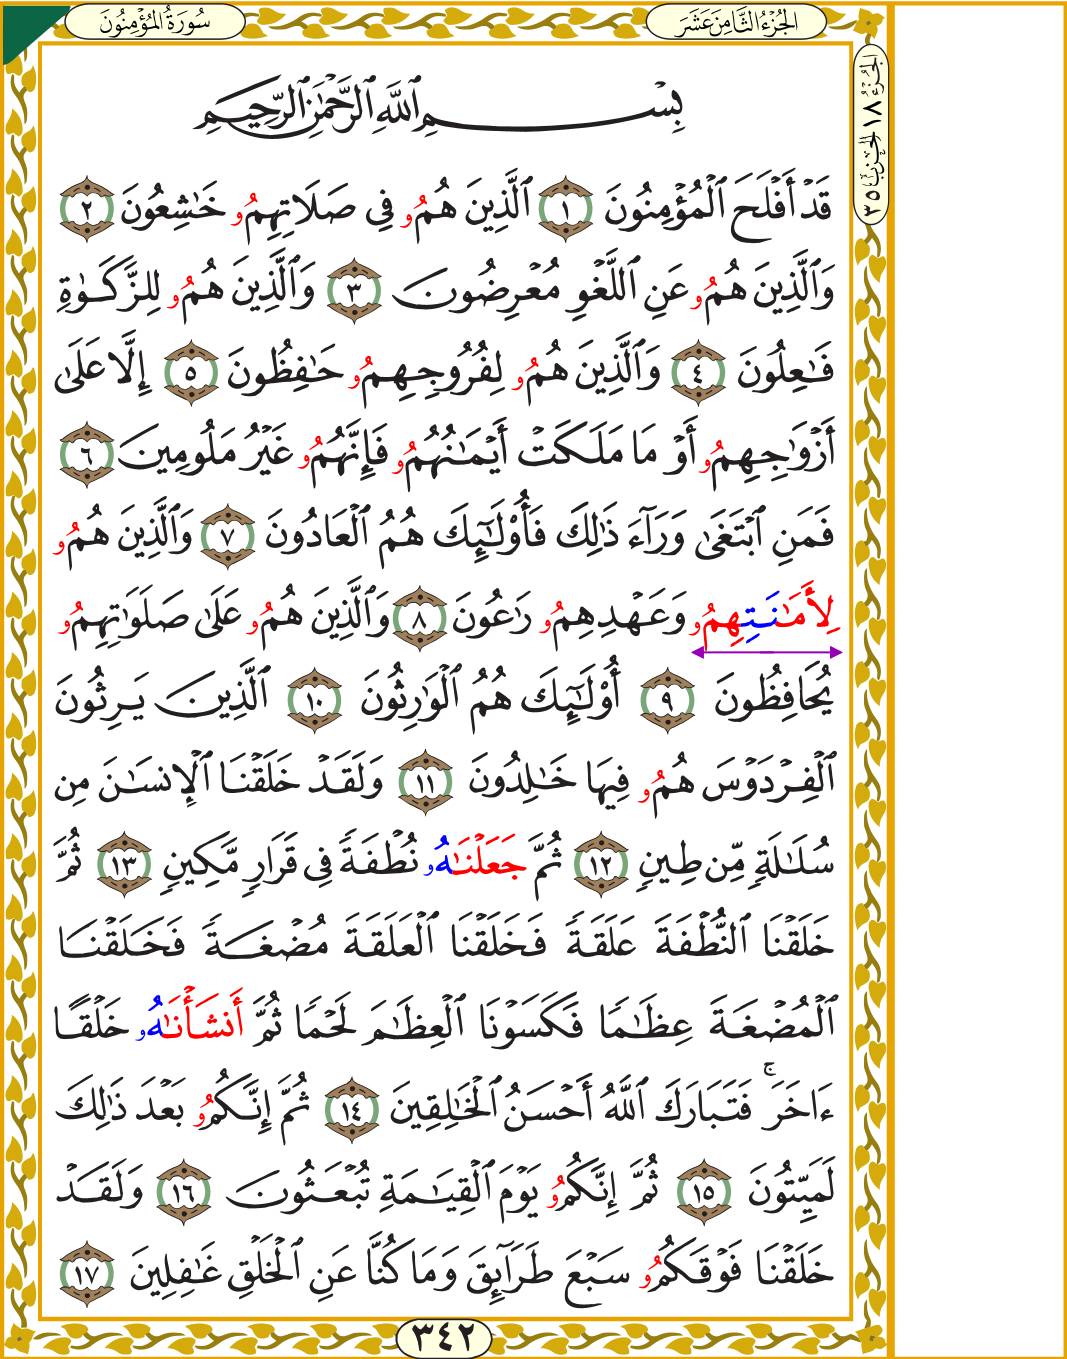 سُورَةُ المُؤْمِنُونَ
الجُزْءُ الثَّامِنَ عَشَرَ
الجُزْءُ ١٨ الحِزب ٣٥
بِسْمِ ٱللَّهِ ٱلرَّحْمَٰنِ ٱلرَّحِيمِ
قَدْ أَفْلَحَ ٱلْمُؤْمِنُونَ ١ ٱلَّذِينَ هُمُۥ فِي صَلَاتِهِمُۥ خَٰشِعُونَ ٢
وَٱلَّذِينَ هُمُۥ عَنِ ٱللَّغْوِ مُعْرِضُونَ ٣ وَٱلَّذِينَ هُمُۥ لِلزَّكَوٰةِ
فَٰعِلُونَ ٤ وَٱلَّذِينَ هُمُۥ لِفُرُوجِهِمُۥ حَٰفِظُونَ ٥ إِلَّا عَلَىٰ
أَزْوَٰجِهِمُۥ أَوْ مَا مَلَكَتْ أَيْمَٰنُهُمُۥ فَإِنَّهُمُۥ غَيْرُ مَلُومِينَ ٦
فَمَنِ ٱبْتَغَىٰ وَرَآءَ ذَٰلِكَ فَأُوْلَٰٓئِكَ هُمُ ٱلْعَادُونَ ٧ وَٱلَّذِينَ هُمُۥ
لِأَمَٰنَتِهِمُۥ وَعَهْدِهِمُۥ رَٰعُونَ ٨ وَٱلَّذِينَ هُمُۥ عَلَىٰ صَلَوَٰتِهِمُۥ
يُحَافِظُونَ ٩ أُوْلَٰٓئِكَ هُمُ ٱلْوَٰرِثُونَ ١٠ ٱلَّذِينَ يَرِثُونَ
ٱلْفِرْدَوْسَ هُمُۥ فِيهَا خَٰلِدُونَ ١١ وَلَقَدْ خَلَقْنَا ٱلْإِنسَٰنَ مِن
سُلَٰلَةٖ مِّن طِينٖ ١٢ ثُمَّ جَعَلْنَٰهُۥ نُطْفَةٗ فِي قَرَارٖ مَّكِينٖ ١٣ ثُمَّ
خَلَقْنَا ٱلنُّطْفَةَ عَلَقَةٗ فَخَلَقْنَا ٱلْعَلَقَةَ مُضْغَةٗ فَخَلَقْنَا
ٱلْمُضْغَةَ عِظَٰمٗا فَكَسَوْنَا ٱلْعِظَٰمَ لَحْمٗا ثُمَّ أَنشَأْنَٰهُۥ خَلْقًا
ءَاخَرَۚ فَتَبَارَكَ ٱللَّهُ أَحْسَنُ ٱلْخَٰلِقِينَ ١٤ ثُمَّ إِنَّكُمُۥ بَعْدَ ذَٰلِكَ
لَمَيِّتُونَ ١٥ ثُمَّ إِنَّكُمُۥ يَوْمَ ٱلْقِيَٰمَةِ تُبْعَثُونَ ١٦ وَلَقَدْ
خَلَقْنَا فَوْقَكُمُۥ سَبْعَ طَرَآئِقَ وَمَا كُنَّا عَنِ ٱلْخَلْقِ غَٰفِلِينَ ١٧
٣٤٢